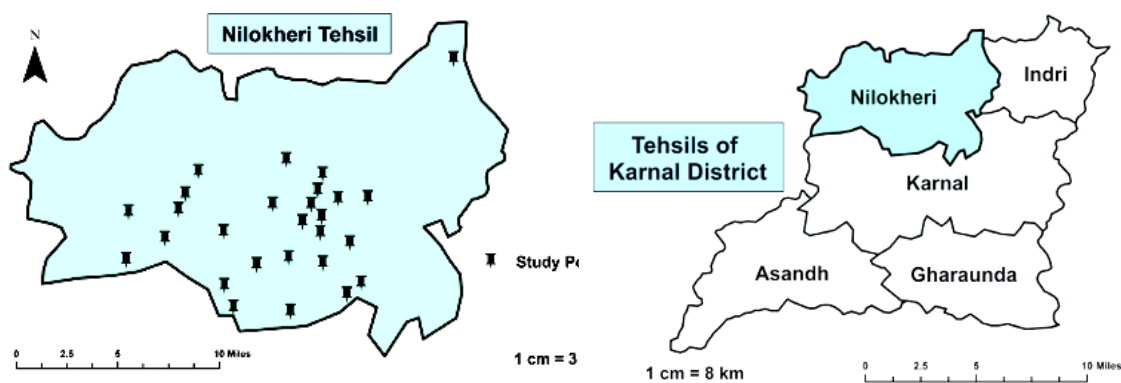 Nilokheri Tehsil
N
Study Po
0 2.5 5 10 Miles
1 cm = 3
Tehsils of
Karnal District
Nilokheri
Indri
Karnal
Asandh
Gharaunda
1 cm = 8 km
0 2.5 5 10 Miles